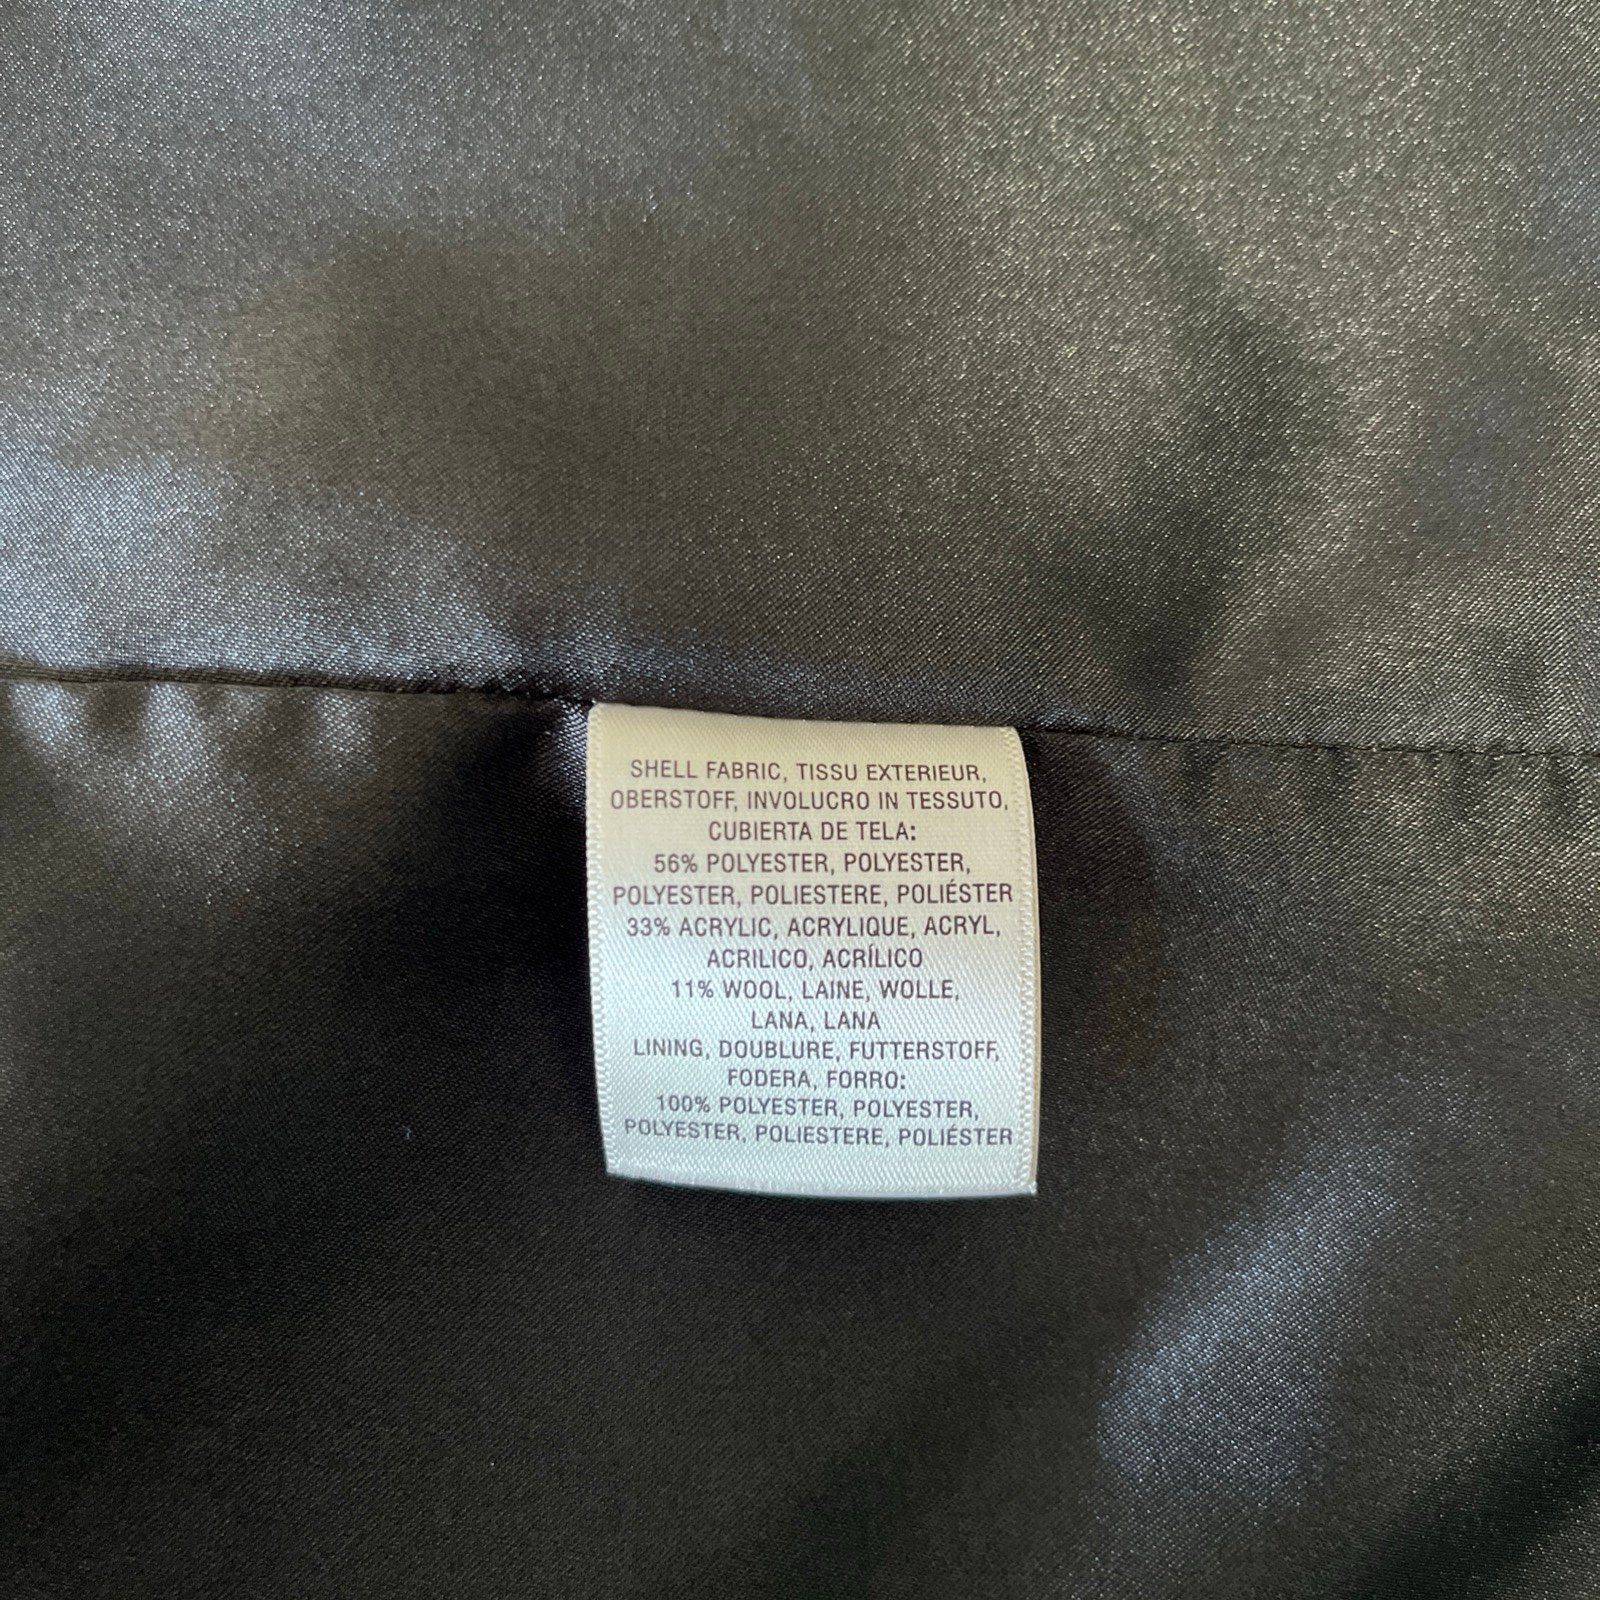 SHELL FABRIC, TISSU EXTERIEUR,
OBERSTOFF, INVOLUCRO IN TESSUTO,
CUBIERTA DE TELA:
56% POLYESTER, POLYESTER,
POLYESTER, POLIESTERE, POLIÉSTER
33% ACRYLIC, ACRYLIQUE, ACRYL,
ACRILICO, ACRÍLICO
11% WOOL, LAINE, WOLLE,
LANA, LANA
LINING, DOUBLURE, FUTTERSTOFF,
FODERA, FORRO:
100% POLYESTER, POLYESTER,
POLYESTER, POLIESTERE, POLIÉSTER